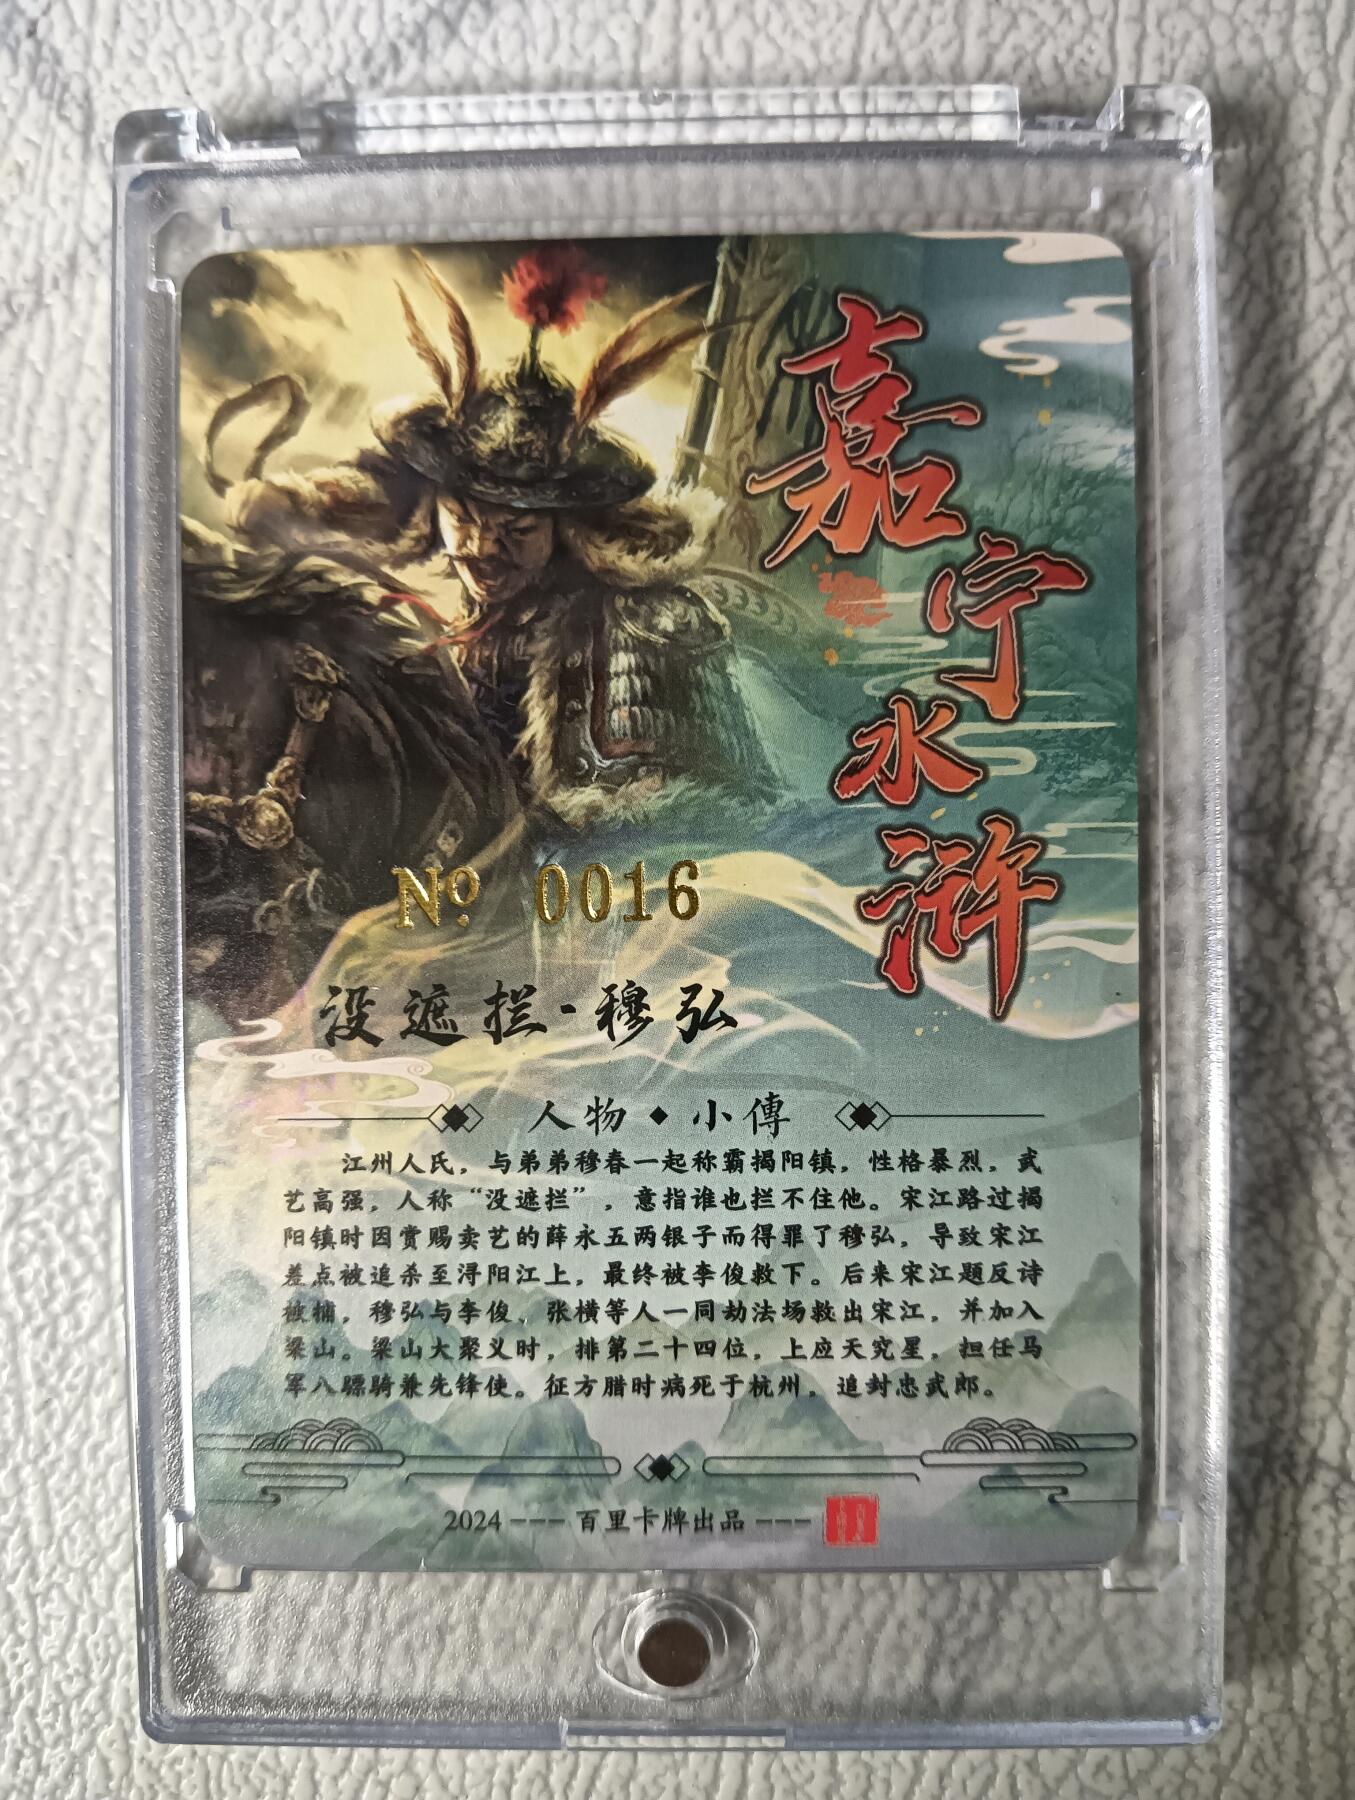 嘉宁水浒
No 0016
没遮拦·穆弘
人物◆小傳
江州人氏，与弟弟穆春一起称霸揭阳镇，性格暴烈，武
艺高强，人称“没遮拦”，意指谁也拦不住他。宋江路过揭
阳镇时因赏赐卖艺的薛永五两银子而得罪了穆弘，导致宋江
差点被追杀至浔阳江上，最终被李俊救下。后来宋江题反诗
被捕，穆弘与李俊、张横等人一同劫法场救出宋江，并加入
梁山。梁山大聚义时，排第二十四位，上应天究星，担任马
军八骠骑兼先锋使。征方腊时病死于杭州，追封忠武郎。
2024 --- 百里卡牌出品 ---